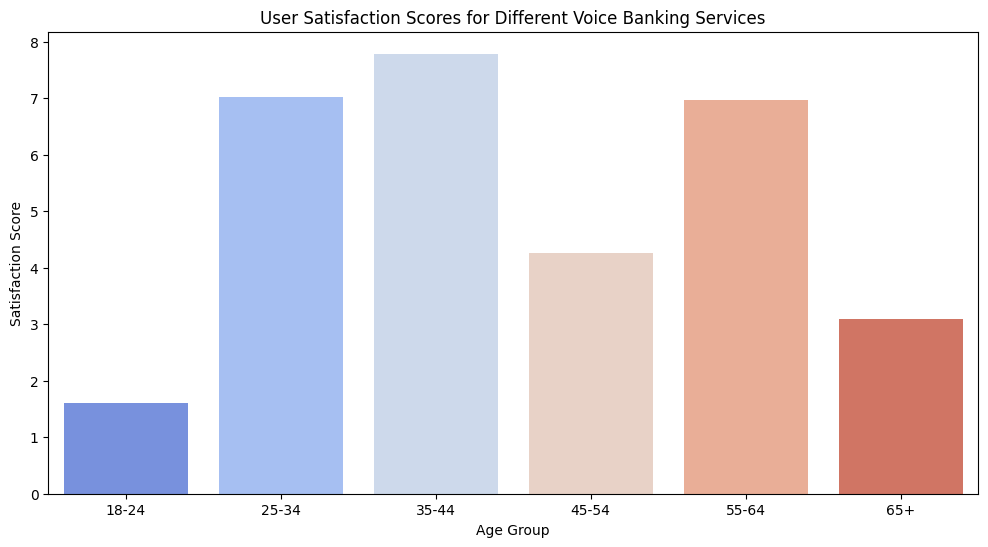 User Satisfaction Scores for Different Voice Banking Services
Satisfaction Score
8
7
6
5
4
3
2
1
0
18-24 25-34 35-44 45-54 55-64 65+
Age Group